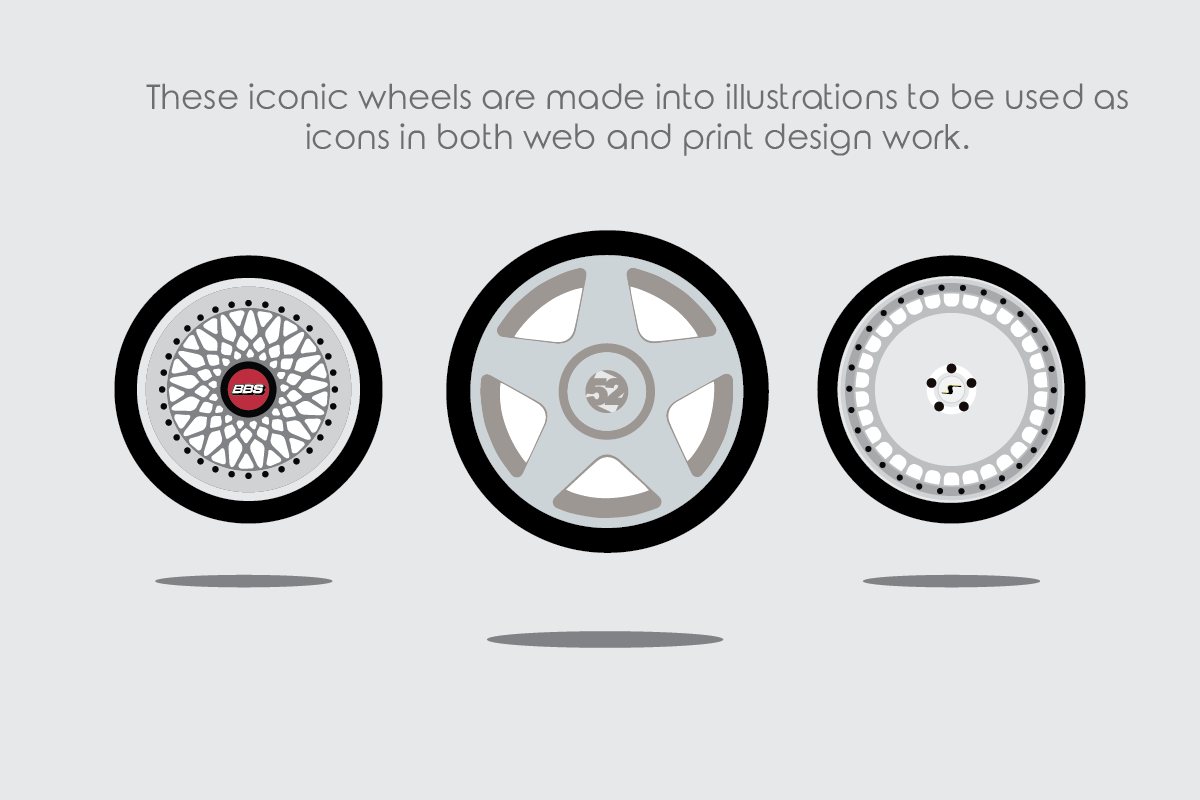 These iconic wheels are made into illustrations to be used as
icons in both web and print design work.
BBS
52
S